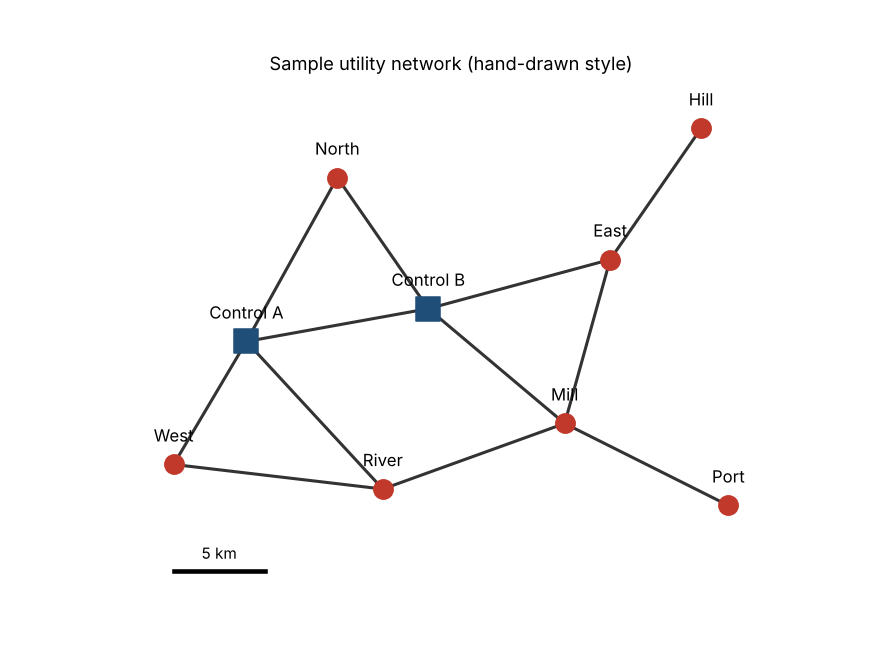 Sample utility network (hand-drawn style)
Hill
North
East
Control B
Control A
Mill
West
River
Port
5 km